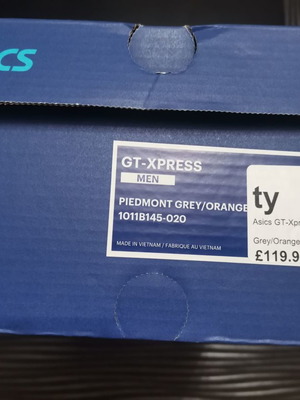 CS
GT-XPRESS
MEN
PIEDMONT GREY/ORANGE
1011B145-020
MADE IN VIETNAM / FABRIQUE AU VIETNAM
ty
Asics GT-Xpr
Grey/Orange
£119.9